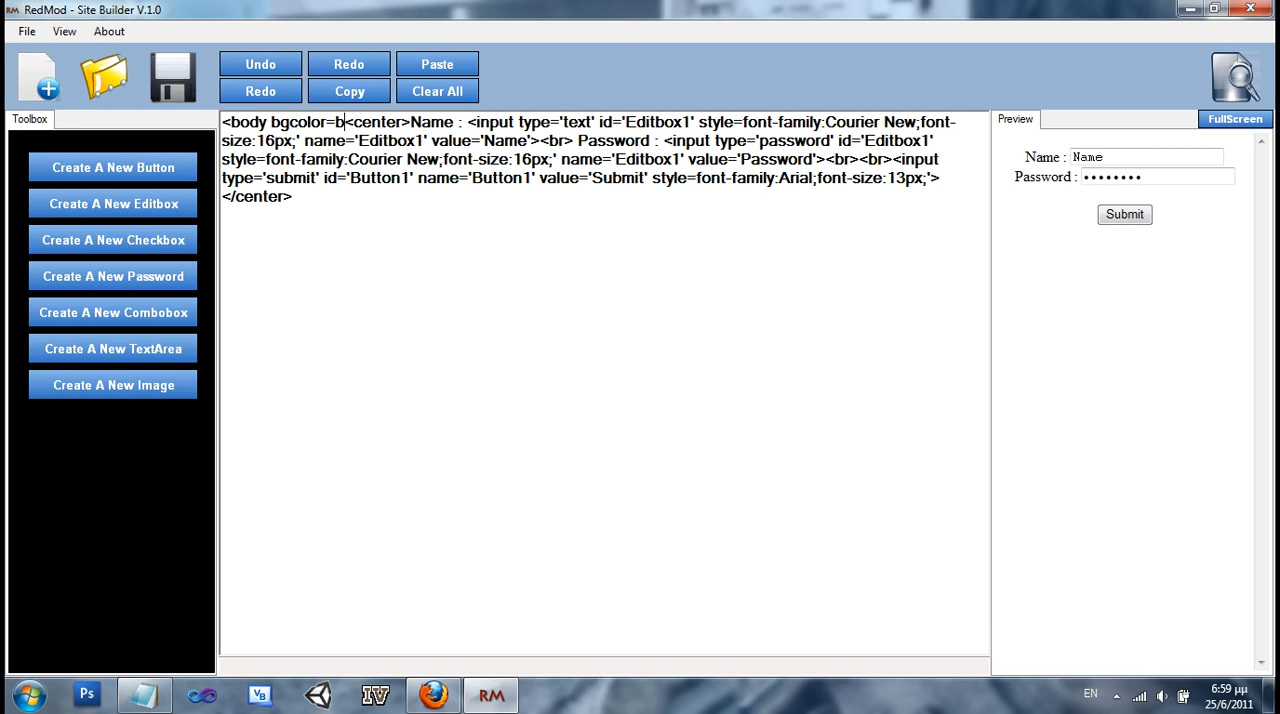 RM RedMod - Site Builder V.1.0
File View About
Undo Redo Paste
Redo Copy Clear All
Toolbox
Create A New Button
Create A New Editbox
Create A New Checkbox
Create A New Password
Create A New Combobox
Create A New TextArea
Create A New Image
<body bgcolor=b<center>Name : <input type='text' id='Editbox1' style=font-family:Courier New;font-
size:16px;' name='Editbox1' value='Name'><br> Password : <input type='password' id='Editbox1'
style=font-family:Courier New;font-size:16px;' name='Editbox1' value='Password'><br><br><input
type='submit' id='Button1' name='Button1' value='Submit' style=font-family:Arial;font-size:13px;'>
</center>
Preview FullScreen
Name : Name
Password : ••••••••
Submit
Ps VB IV RM
EN
6:59 μμ
25/6/2011